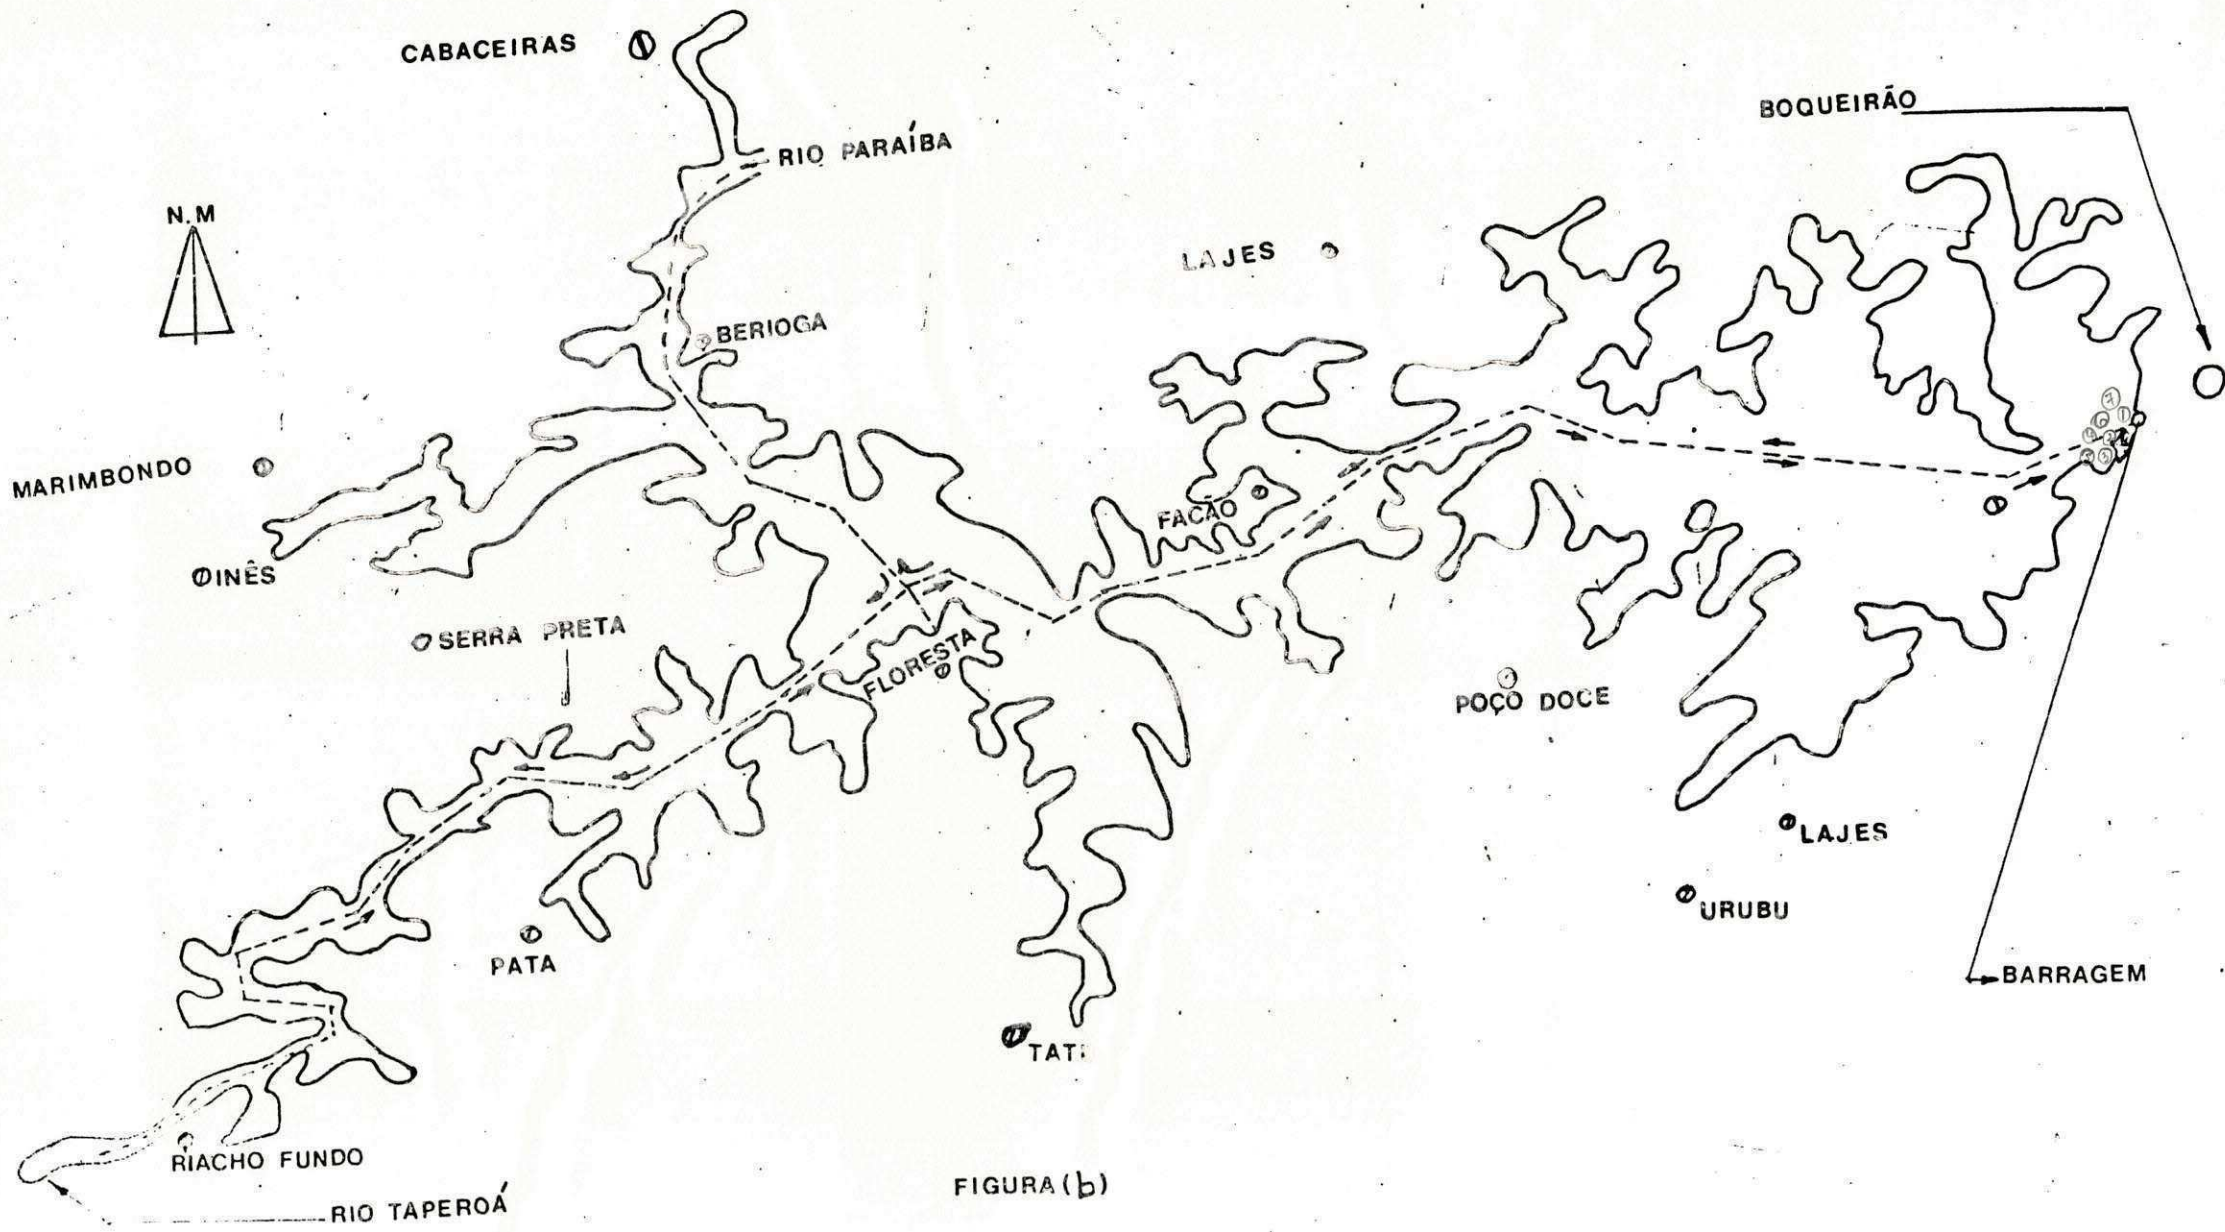 CABACEIRAS
BOQUEIRÃO
RIO PARAÍBA
N.M
LAJES
BERIOGA
MARIMBONDO
FACÃO
INÊS
SERRA PRETA
FLORESTA
POÇO DOCE
LAJES
URUBU
PATA
BARRAGEM
RIACHO FUNDO
FIGURA(b)
RIO TAPEROÁ